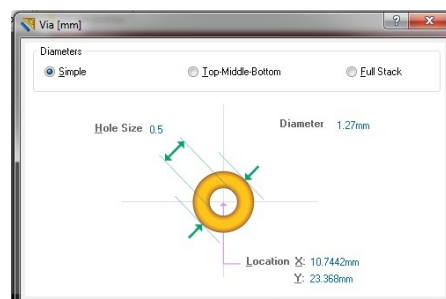 Via [mm]
Diameters
Simple Top-Middle-Bottom Full Stack
Hole Size 0.5 Diameter 1.27mm
Location X: 10.7442mm
Y: 23.368mm